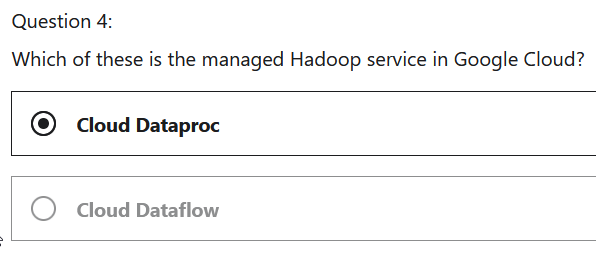 Question 4:
Which of these is the managed Hadoop service in Google Cloud?
Cloud Dataproc
Cloud Dataflow